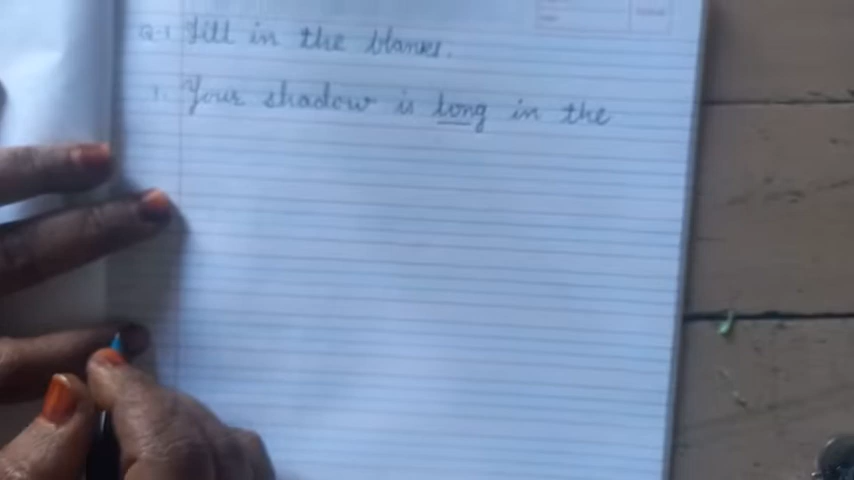 Q-1 Fill in the blanks.
1. Your shadow is long in the